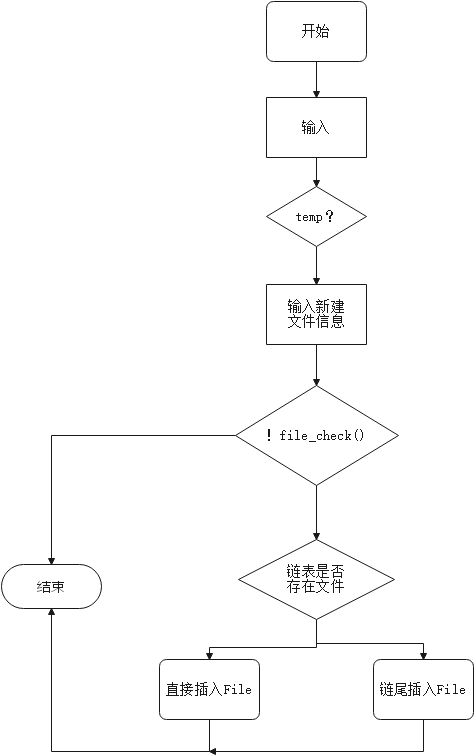 开始
输入
temp？
输入新建
文件信息
！file_check()
链表是否
存在文件
结束
直接插入File
链尾插入File